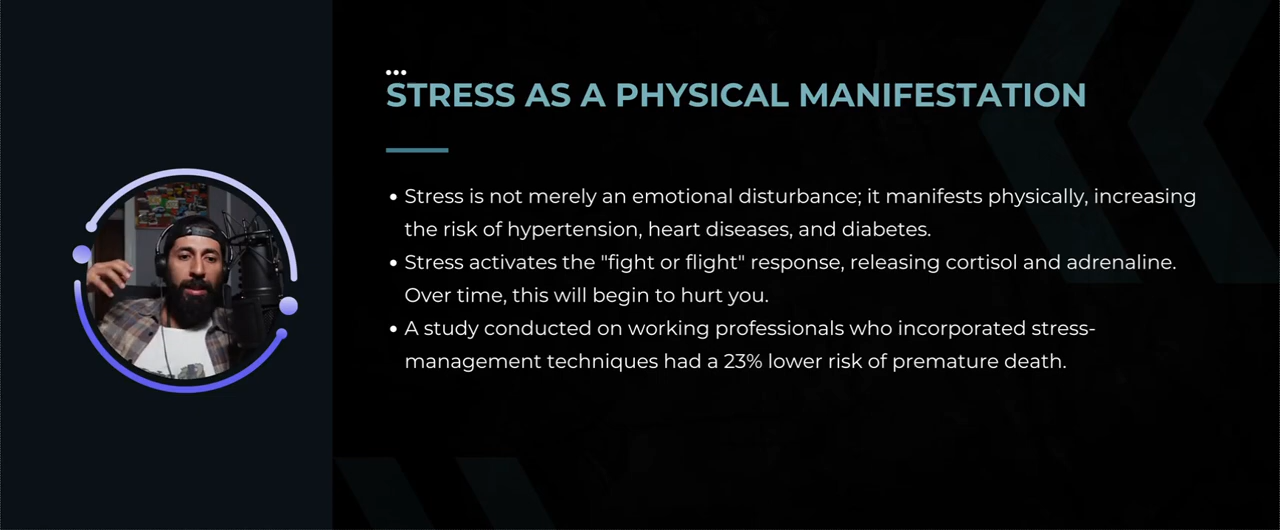 STRESS AS A PHYSICAL MANIFESTATION
• Stress is not merely an emotional disturbance; it manifests physically, increasing
the risk of hypertension, heart diseases, and diabetes.
• Stress activates the "fight or flight" response, releasing cortisol and adrenaline.
Over time, this will begin to hurt you.
• A study conducted on working professionals who incorporated stress-
management techniques had a 23% lower risk of premature death.